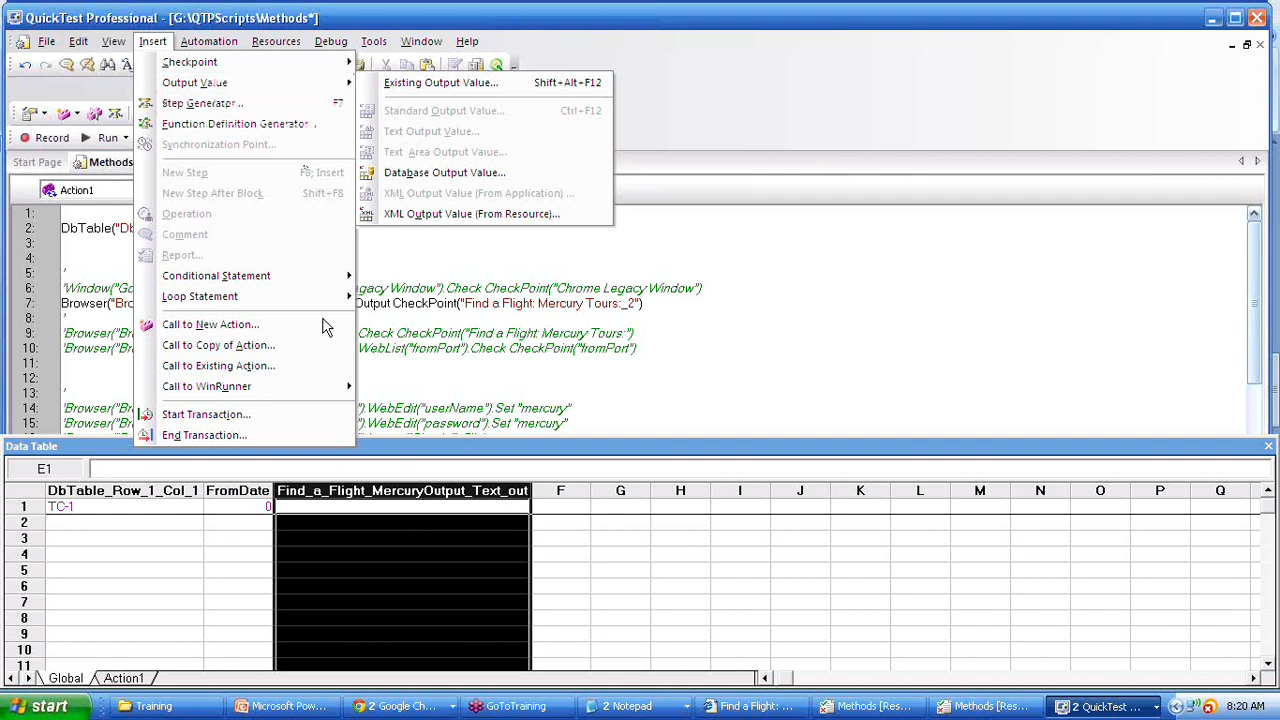 QuickTest Professional - [G:\QTPScripts\Methods*]
File Edit View Insert Automation Resources Debug Tools Window Help
Checkpoint
Output Value
Step Generator... F7
Function Definition Generator...
Synchronization Point...
New Step F8; Insert
New Step After Block Shift+F8
Operation
Comment
Report...
Conditional Statement
Loop Statement
Call to New Action...
Call to Copy of Action...
Call to Existing Action...
Call to WinRunner
Start Transaction...
End Transaction...
Existing Output Value... Shift+Alt+F12
Standard Output Value... Ctrl+F12
Text Output Value...
Text Area Output Value...
Database Output Value...
XML Output Value (From Application) ...
XML Output Value (From Resource)...
Record Run
Start Page Methods
Action1
1:
2: DbTable("Db
3:
4:
5: '
6: 'Window("Go egacy Window").Check CheckPoint("Chrome Legacy Window")
7: Browser("Bro Output CheckPoint("Find a Flight: Mercury Tours:_2")
8: '
9: 'Browser("Br Check CheckPoint("Find a Flight: Mercury Tours:")
10: 'Browser("Br WebList("fromPort").Check CheckPoint("fromPort")
11:
12:
13: '
14: 'Browser("Br ).WebEdit("userName").Set "mercury"
15: 'Browser("Br ).WebEdit("password").Set "mercury"
Data Table
E1
DbTable_Row_1_Col_1 FromDate Find_a_Flight_MercuryOutput_Text_out F G H I J K L M N O P Q
1 TC-1 0
2
3
4
5
6
7
8
9
10
11
Global Action1
start Training Microsoft Pow... 2 Google Ch... GoToTraining 2 Notepad Find a Flight: ... Methods [Res... Methods [Res... 2 QuickTest ... 8:20 AM